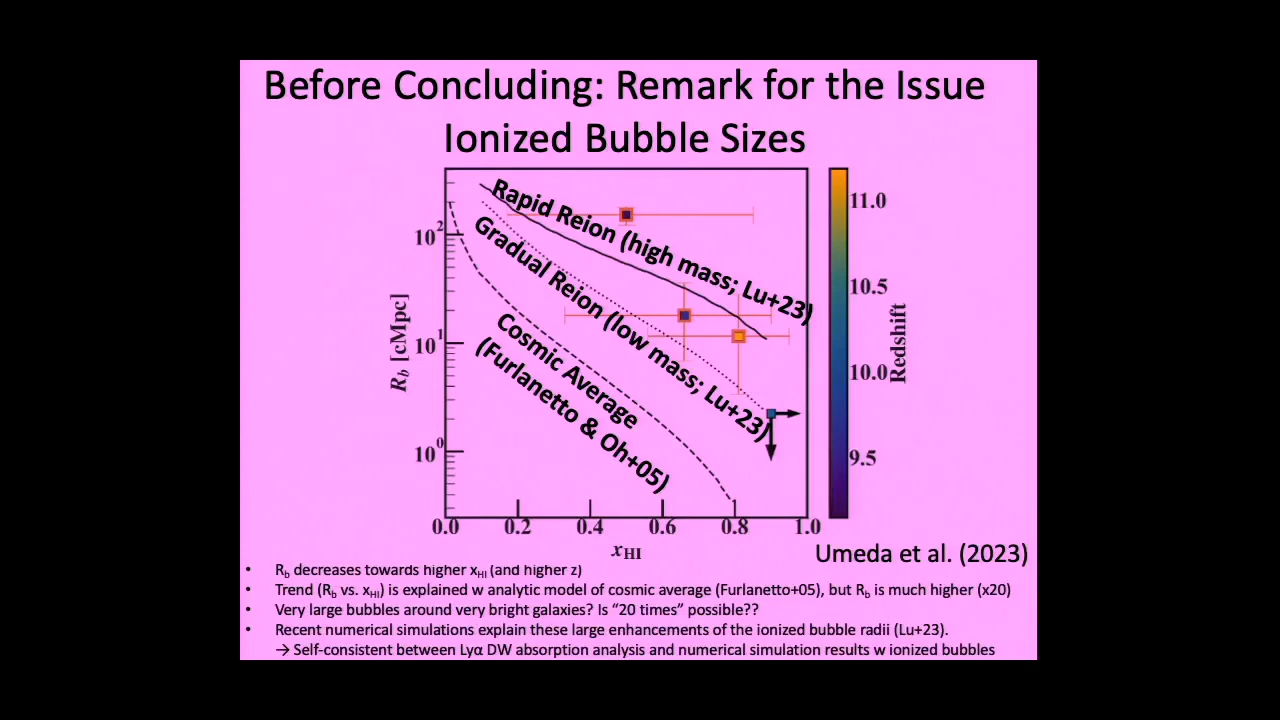 Before Concluding: Remark for the Issue
Ionized Bubble Sizes
Rapid Reion (high mass; Lu+23)
Gradual Reion (low mass; Lu+23)
Cosmic Average
(Furlanetto & Oh+05)
10²
10¹
10⁰
R_b [cMpc]
0.0 0.2 0.4 0.6 0.8 1.0
x_HI
11.0
10.5
10.0
9.5
Redshift
Umeda et al. (2023)
• R_b decreases towards higher x_HI (and higher z)
• Trend (R_b vs. x_HI) is explained w analytic model of cosmic average (Furlanetto+05), but R_b is much higher (x20)
• Very large bubbles around very bright galaxies? Is “20 times” possible??
• Recent numerical simulations explain these large enhancements of the ionized bubble radii (Lu+23).
→ Self-consistent between Lyα DW absorption analysis and numerical simulation results w ionized bubbles